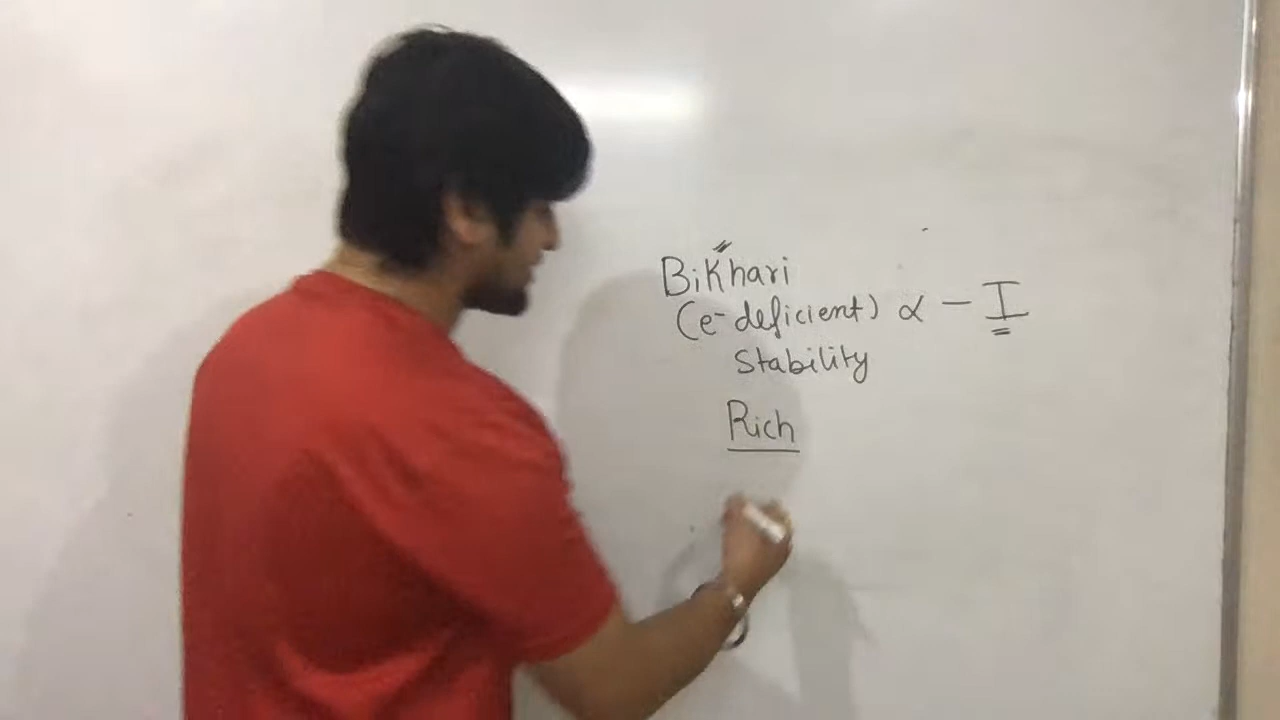 BiKhari
(e⁻ deficient) ∝ - I
Stability
Rich